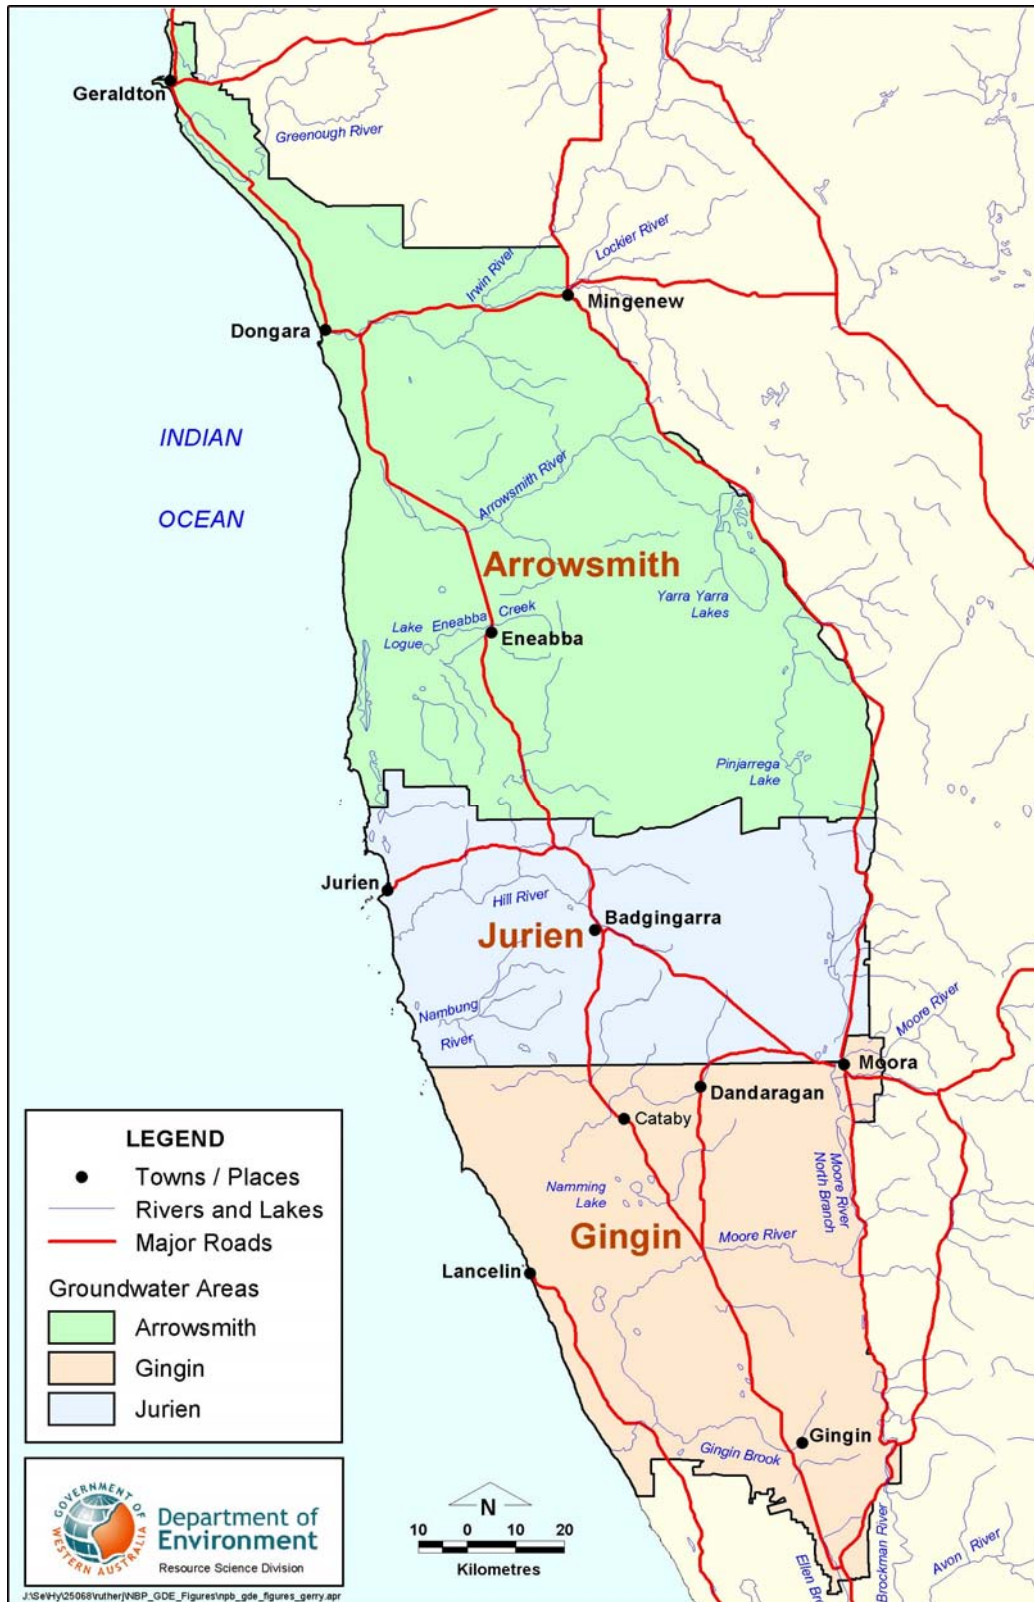 Geraldton
Greenough River
Irwin River
Lockier River
Mingenew
Dongara
INDIAN
OCEAN
Arrowsmith River
Arrowsmith
Yarra Yarra
Lakes
Lake
Logue
Eneabba Creek
Eneabba
Pinjarrega
Lake
Jurien
Hill River
Badgingarra
Jurien
Nambung
River
Moore River
Moora
Dandaragan
Cataby
Moore River
North Branch
Namming
Lake
Gingin
Moore River
Lancelin
Gingin
Gingin Brook
Ellen Br
Brockman River
Avon River
LEGEND
Towns / Places
Rivers and Lakes
Major Roads
Groundwater Areas
Arrowsmith
Gingin
Jurien
GOVERNMENT OF
WESTERN AUSTRALIA
Department of
Environment
Resource Science Division
N
10 0 10 20
Kilometres